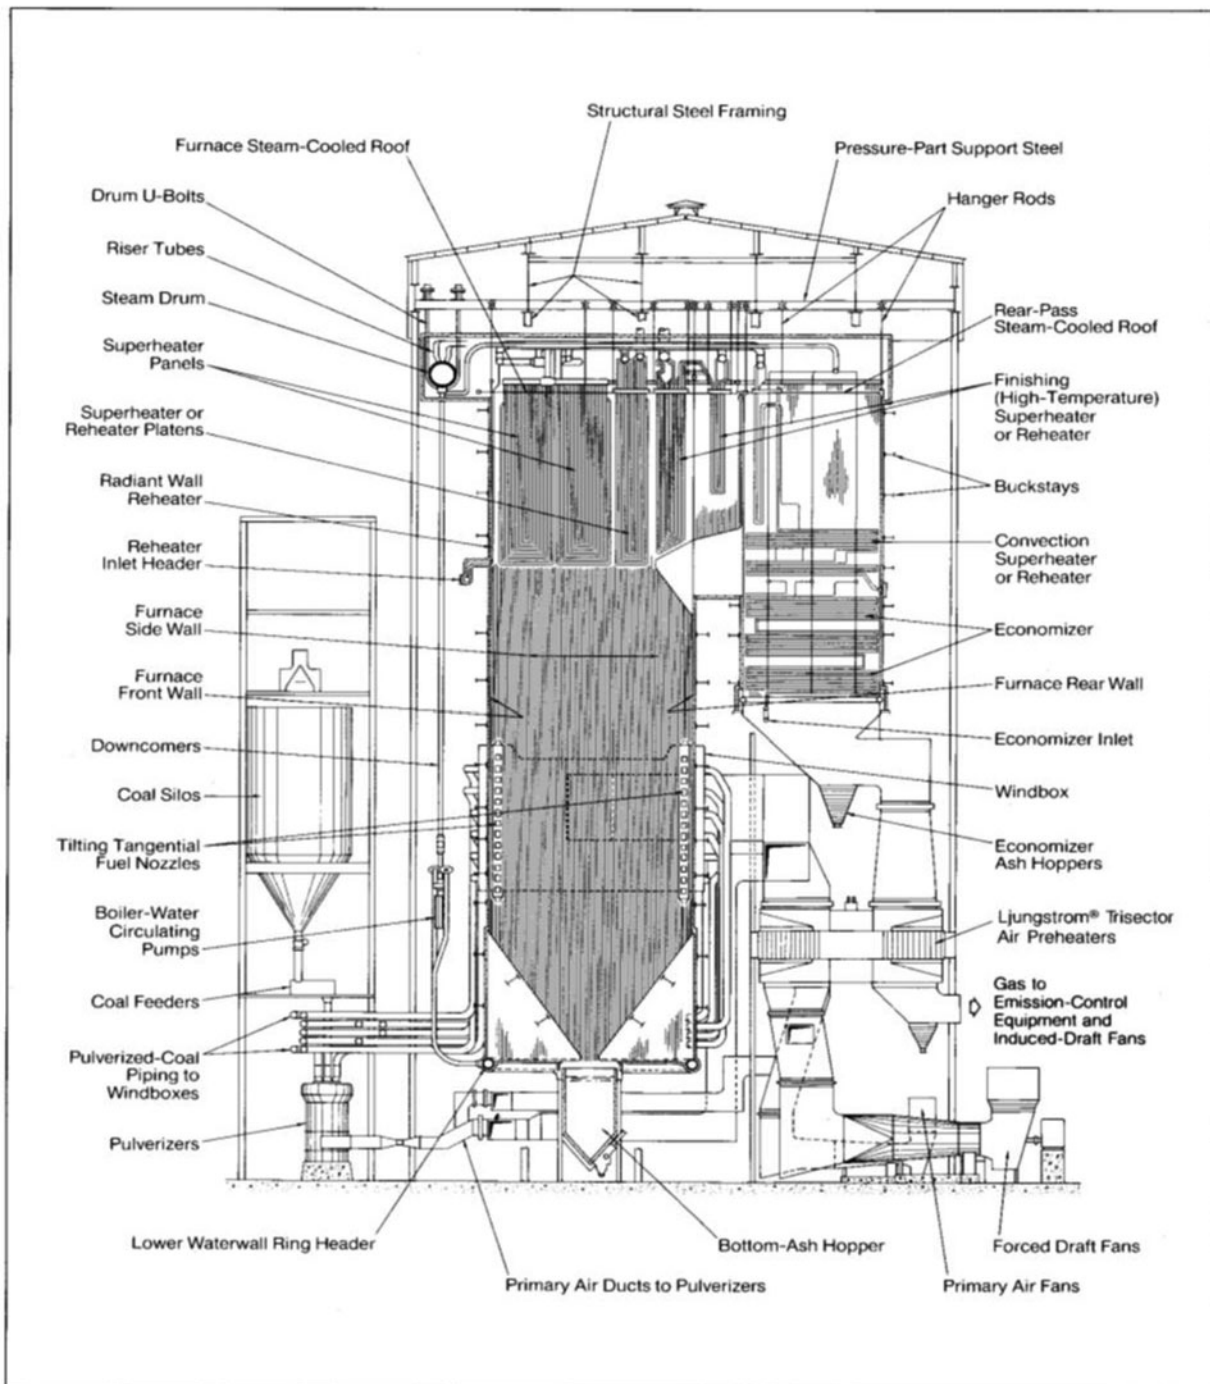 Structural Steel Framing
Furnace Steam-Cooled Roof
Pressure-Part Support Steel
Drum U-Bolts
Hanger Rods
Riser Tubes
Steam Drum
Rear-Pass
Steam-Cooled Roof
Superheater
Panels
Finishing
(High-Temperature)
Superheater
or Reheater
Superheater or
Reheater Platens
Radiant Wall
Reheater
Buckstays
Reheater
Inlet Header
Convection
Superheater
or Reheater
Furnace
Side Wall
Economizer
Furnace
Front Wall
Furnace Rear Wall
Downcomers
Economizer Inlet
Coal Silos
Windbox
Tilting Tangential
Fuel Nozzles
Economizer
Ash Hoppers
Boiler-Water
Circulating
Pumps
Ljungstrom® Trisector
Air Preheaters
Coal Feeders
Gas to
Emission-Control
Equipment and
Induced-Draft Fans
Pulverized-Coal
Piping to
Windboxes
Pulverizers
Lower Waterwall Ring Header
Bottom-Ash Hopper
Forced Draft Fans
Primary Air Ducts to Pulverizers
Primary Air Fans